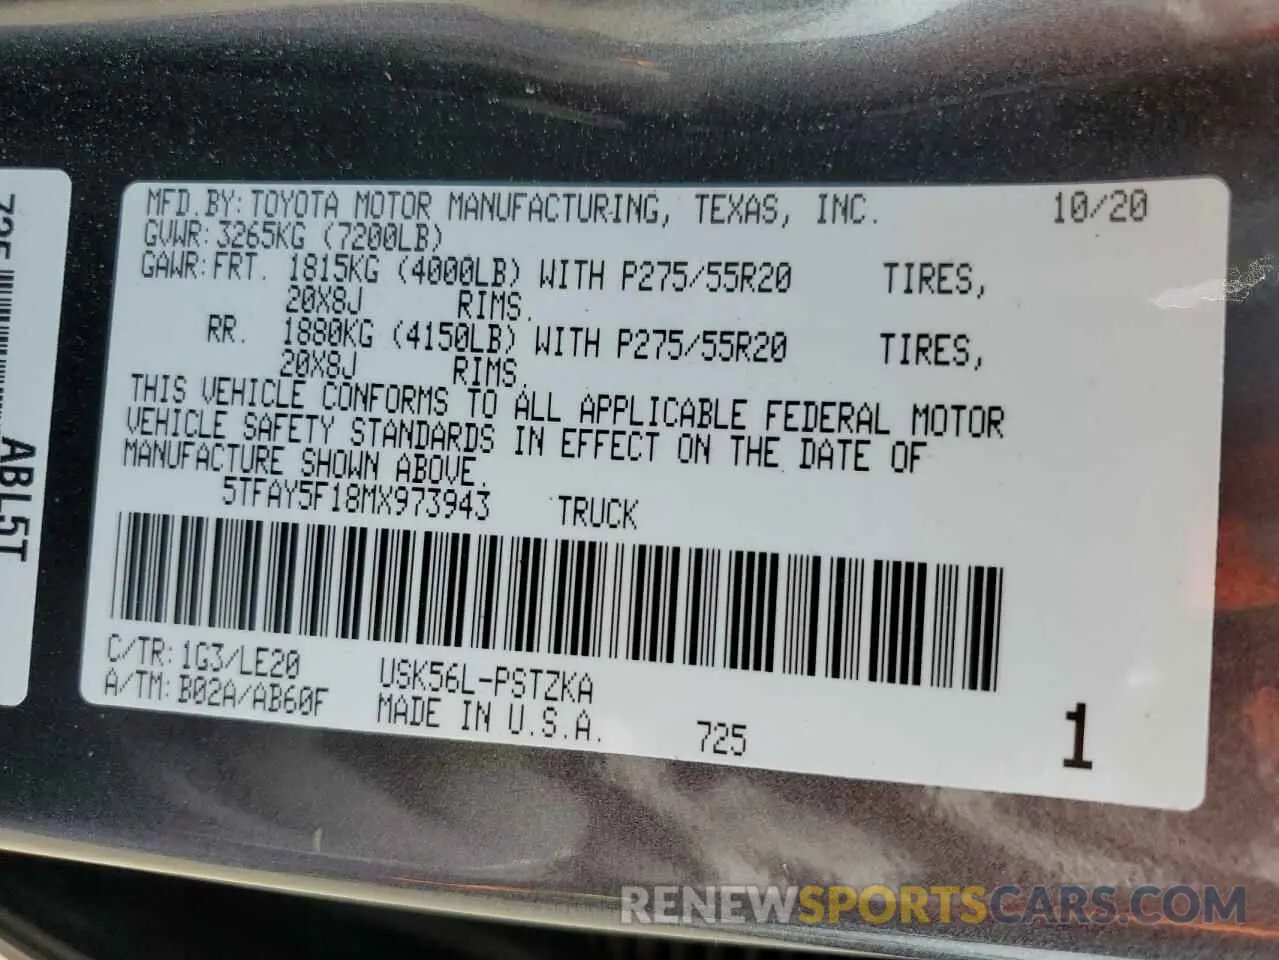 MFD.BY:TOYOTA MOTOR MANUFACTURING, TEXAS, INC. 10/20
GVWR:3265KG (7200LB)
GAWR:FRT. 1815KG (4000LB) WITH P275/55R20 TIRES,
20X8J RIMS.
RR. 1880KG (4150LB) WITH P275/55R20 TIRES,
20X8J RIMS.
THIS VEHICLE CONFORMS TO ALL APPLICABLE FEDERAL MOTOR
VEHICLE SAFETY STANDARDS IN EFFECT ON THE DATE OF
MANUFACTURE SHOWN ABOVE.
5TFAY5F18MX973943 TRUCK
C/TR:1G3/LE20 USK56L-PSTZKA
A/TM:B02A/AB60F MADE IN U.S.A. 725
1
725
ABL5T
RENEWSPORTSCARS.COM